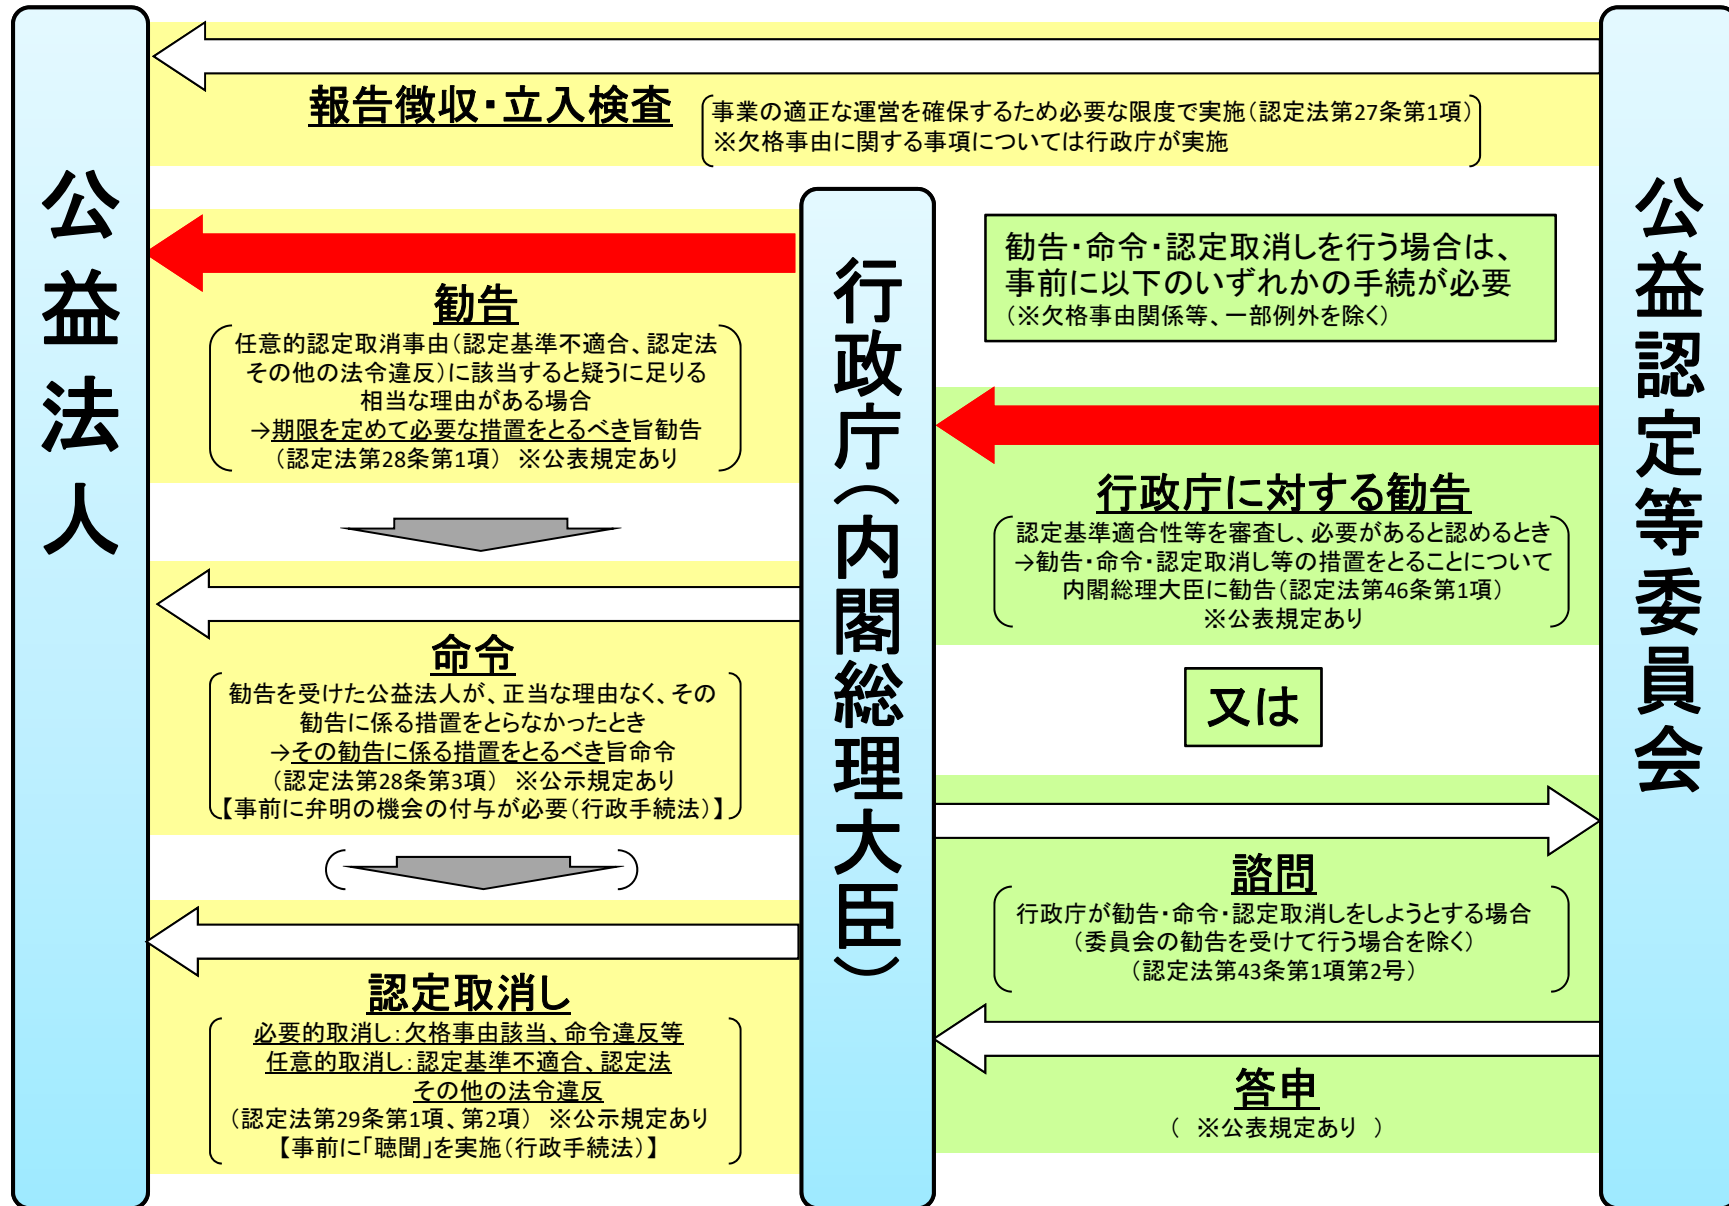 公益法人
報告徴収・立入検査
事業の適正な運営を確保するため必要な限度で実施（認定法第27条第1項）
※欠格事由に関する事項については行政庁が実施
勧告
任意的認定取消事由（認定基準不適合、認定法
その他の法令違反）に該当すると疑うに足りる
相当な理由がある場合
→期限を定めて必要な措置をとるべき旨勧告
（認定法第28条第1項） ※公表規定あり
命令
勧告を受けた公益法人が、正当な理由なく、その
勧告に係る措置をとらなかったとき
→その勧告に係る措置をとるべき旨命令
（認定法第28条第3項） ※公示規定あり
【事前に弁明の機会の付与が必要（行政手続法）】
認定取消し
必要的取消し：欠格事由該当、命令違反等
任意的取消し：認定基準不適合、認定法
その他の法令違反
（認定法第29条第1項、第2項） ※公示規定あり
【事前に「聴聞」を実施（行政手続法）】
行政庁（内閣総理大臣）
勧告・命令・認定取消しを行う場合は、
事前に以下のいずれかの手続が必要
（※欠格事由関係等、一部例外を除く）
行政庁に対する勧告
認定基準適合性等を審査し、必要があると認めるとき
→勧告・命令・認定取消し等の措置をとることについて
内閣総理大臣に勧告（認定法第46条第1項）
※公表規定あり
又は
諮問
行政庁が勧告・命令・認定取消しをしようとする場合
（委員会の勧告を受けて行う場合を除く）
（認定法第43条第1項第2号）
答申
（ ※公表規定あり ）
公益認定等委員会